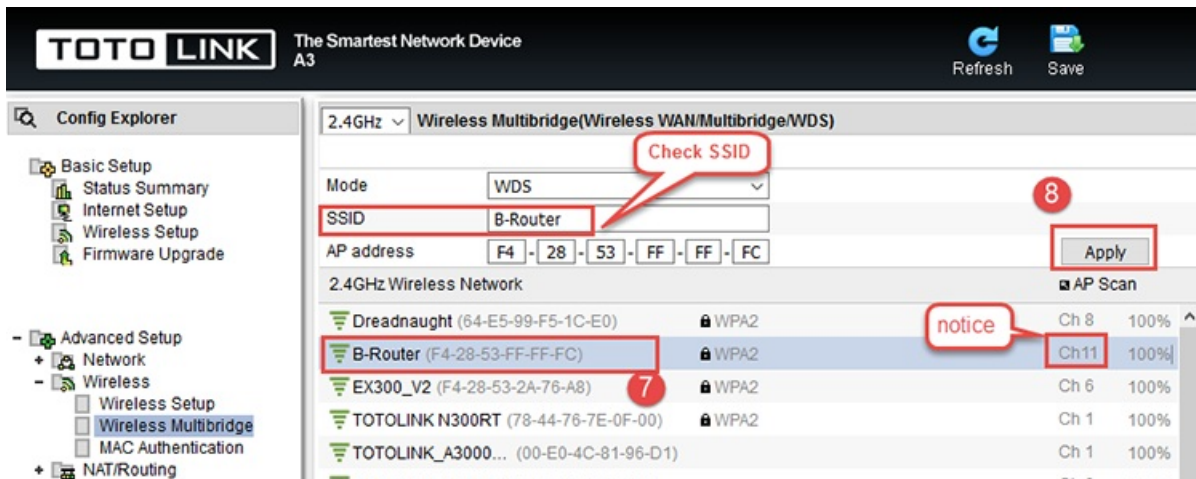 TOTO LINK
The Smartest Network Device
A3
Refresh
Save
Config Explorer
Basic Setup
Status Summary
Internet Setup
Wireless Setup
Firmware Upgrade
- Advanced Setup
+ Network
- Wireless
Wireless Setup
Wireless Multibridge
MAC Authentication
+ NAT/Routing
2.4GHz Wireless Multibridge(Wireless WAN/Multibridge/WDS)
Check SSID
Mode WDS
8
SSID B-Router
AP address F4 - 28 - 53 - FF - FF - FC Apply
2.4GHz Wireless Network AP Scan
Dreadnaught (64-E5-99-F5-1C-E0) WPA2 Ch 8 100%
notice
B-Router (F4-28-53-FF-FF-FC) WPA2 Ch11 100%
7
EX300_V2 (F4-28-53-2A-76-A8) WPA2 Ch 6 100%
TOTOLINK N300RT (78-44-76-7E-0F-00) WPA2 Ch 1 100%
TOTOLINK_A3000... (00-E0-4C-81-96-D1) Ch 1 100%